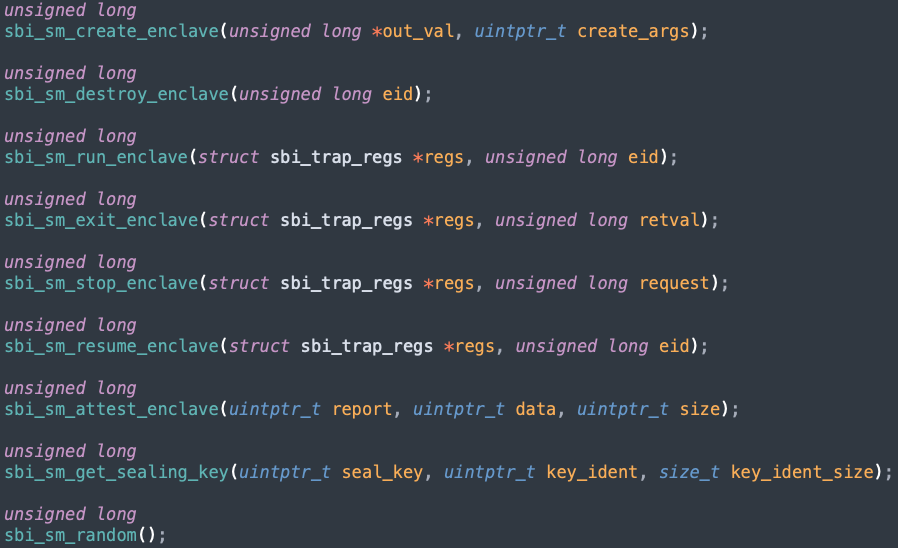 unsigned long
sbi_sm_create_enclave(unsigned long *out_val, uintptr_t create_args);
unsigned long
sbi_sm_destroy_enclave(unsigned long eid);
unsigned long
sbi_sm_run_enclave(struct sbi_trap_regs *regs, unsigned long eid);
unsigned long
sbi_sm_exit_enclave(struct sbi_trap_regs *regs, unsigned long retval);
unsigned long
sbi_sm_stop_enclave(struct sbi_trap_regs *regs, unsigned long request);
unsigned long
sbi_sm_resume_enclave(struct sbi_trap_regs *regs, unsigned long eid);
unsigned long
sbi_sm_attest_enclave(uintptr_t report, uintptr_t data, uintptr_t size);
unsigned long
sbi_sm_get_sealing_key(uintptr_t seal_key, uintptr_t key_ident, size_t key_ident_size);
unsigned long
sbi_sm_random();